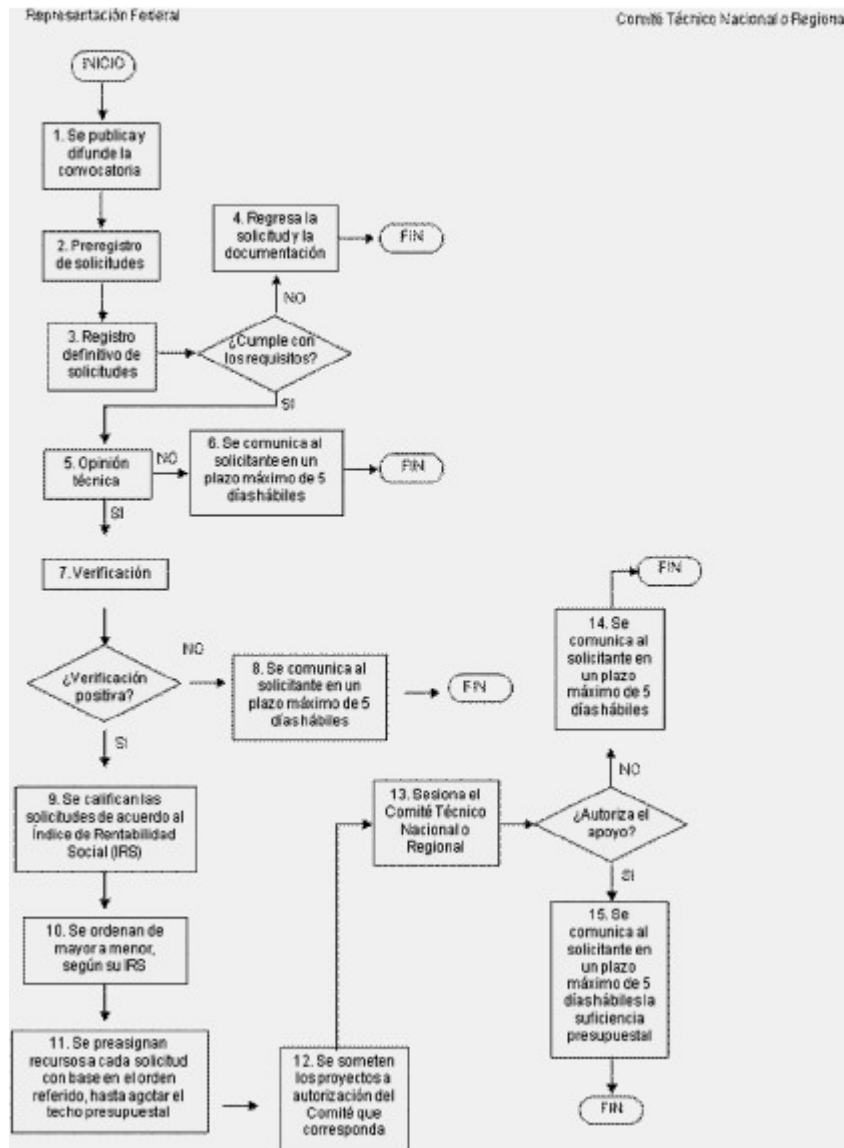 Representación Federal
Comité Técnico Nacional o Regional
INICIO
1. Se publica y
difunde la
convocatoria
2. Preregistro
de solicitudes
3. Registro
definitivo de
solicitudes
¿Cumple con
los requisitos?
NO
4. Regresa la
solicitud y la
documentación
FIN
SI
5. Opinión
técnica
NO
6. Se comunica al
solicitante en un
plazo máximo de 5
días hábiles
FIN
SI
7. Verificación
¿Verificación
positiva?
NO
8. Se comunica al
solicitante en un
plazo máximo de 5
días hábiles
FIN
SI
9. Se califican las
solicitudes de acuerdo al
Índice de Rentabilidad
Social (IRS)
10. Se ordenan de
mayor a menor,
según su IRS
11. Se preasignan
recursos a cada solicitud
con base en el orden
referido, hasta agotar el
techo presupuestal
12. Se someten
los proyectos a
autorización del
Comité que
corresponda
13. Sesiona el
Comité Técnico
Nacional o
Regional
¿Autoriza el
apoyo?
NO
14. Se
comunica al
solicitante en
un plazo
máximo de 5
días hábiles
FIN
SI
15. Se
comunica al
solicitante en
un plazo
máximo de 5
días hábiles la
suficiencia
presupuestal
FIN